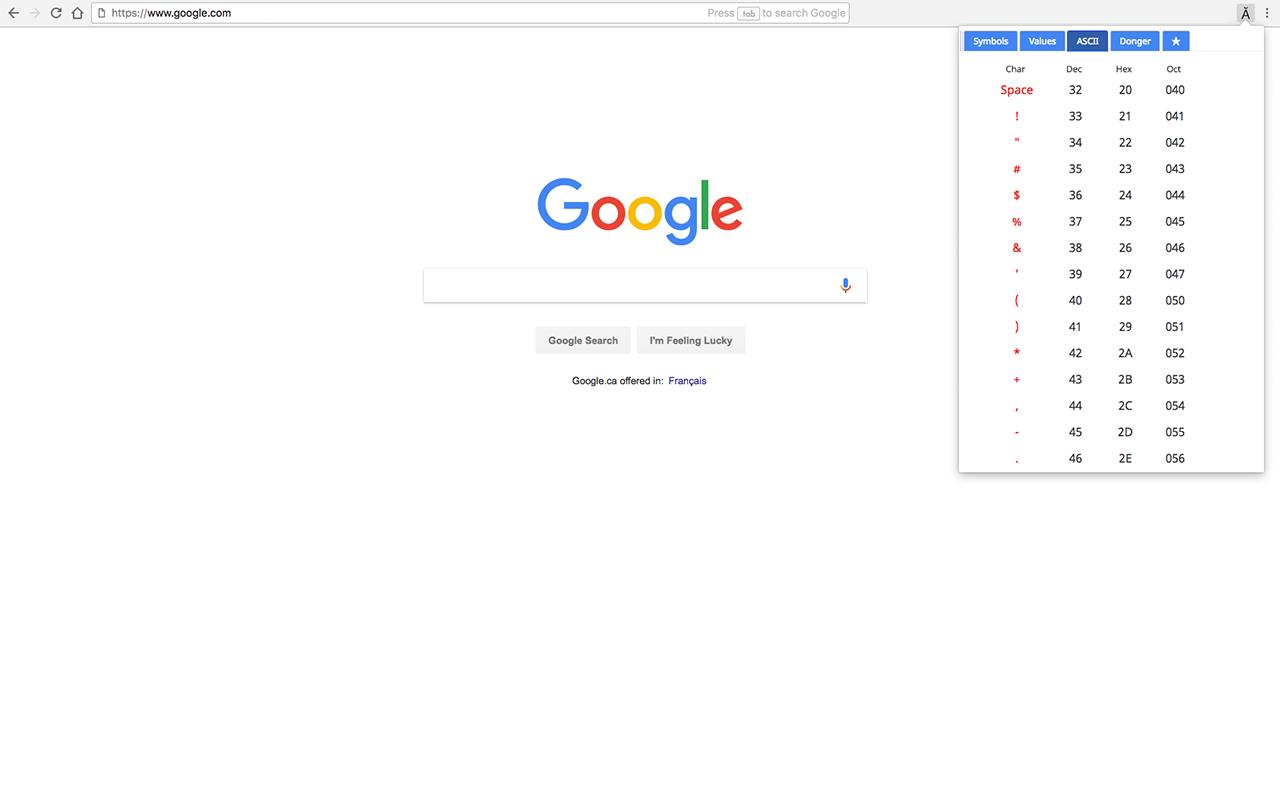 https://www.google.com Press tab to search Google Ă
Symbols Values ASCII Donger ★
Char Dec Hex Oct
Space 32 20 040
! 33 21 041
" 34 22 042
# 35 23 043
$ 36 24 044
% 37 25 045
& 38 26 046
' 39 27 047
( 40 28 050
) 41 29 051
* 42 2A 052
+ 43 2B 053
, 44 2C 054
- 45 2D 055
. 46 2E 056
Google
Google Search I'm Feeling Lucky
Google.ca offered in: Français